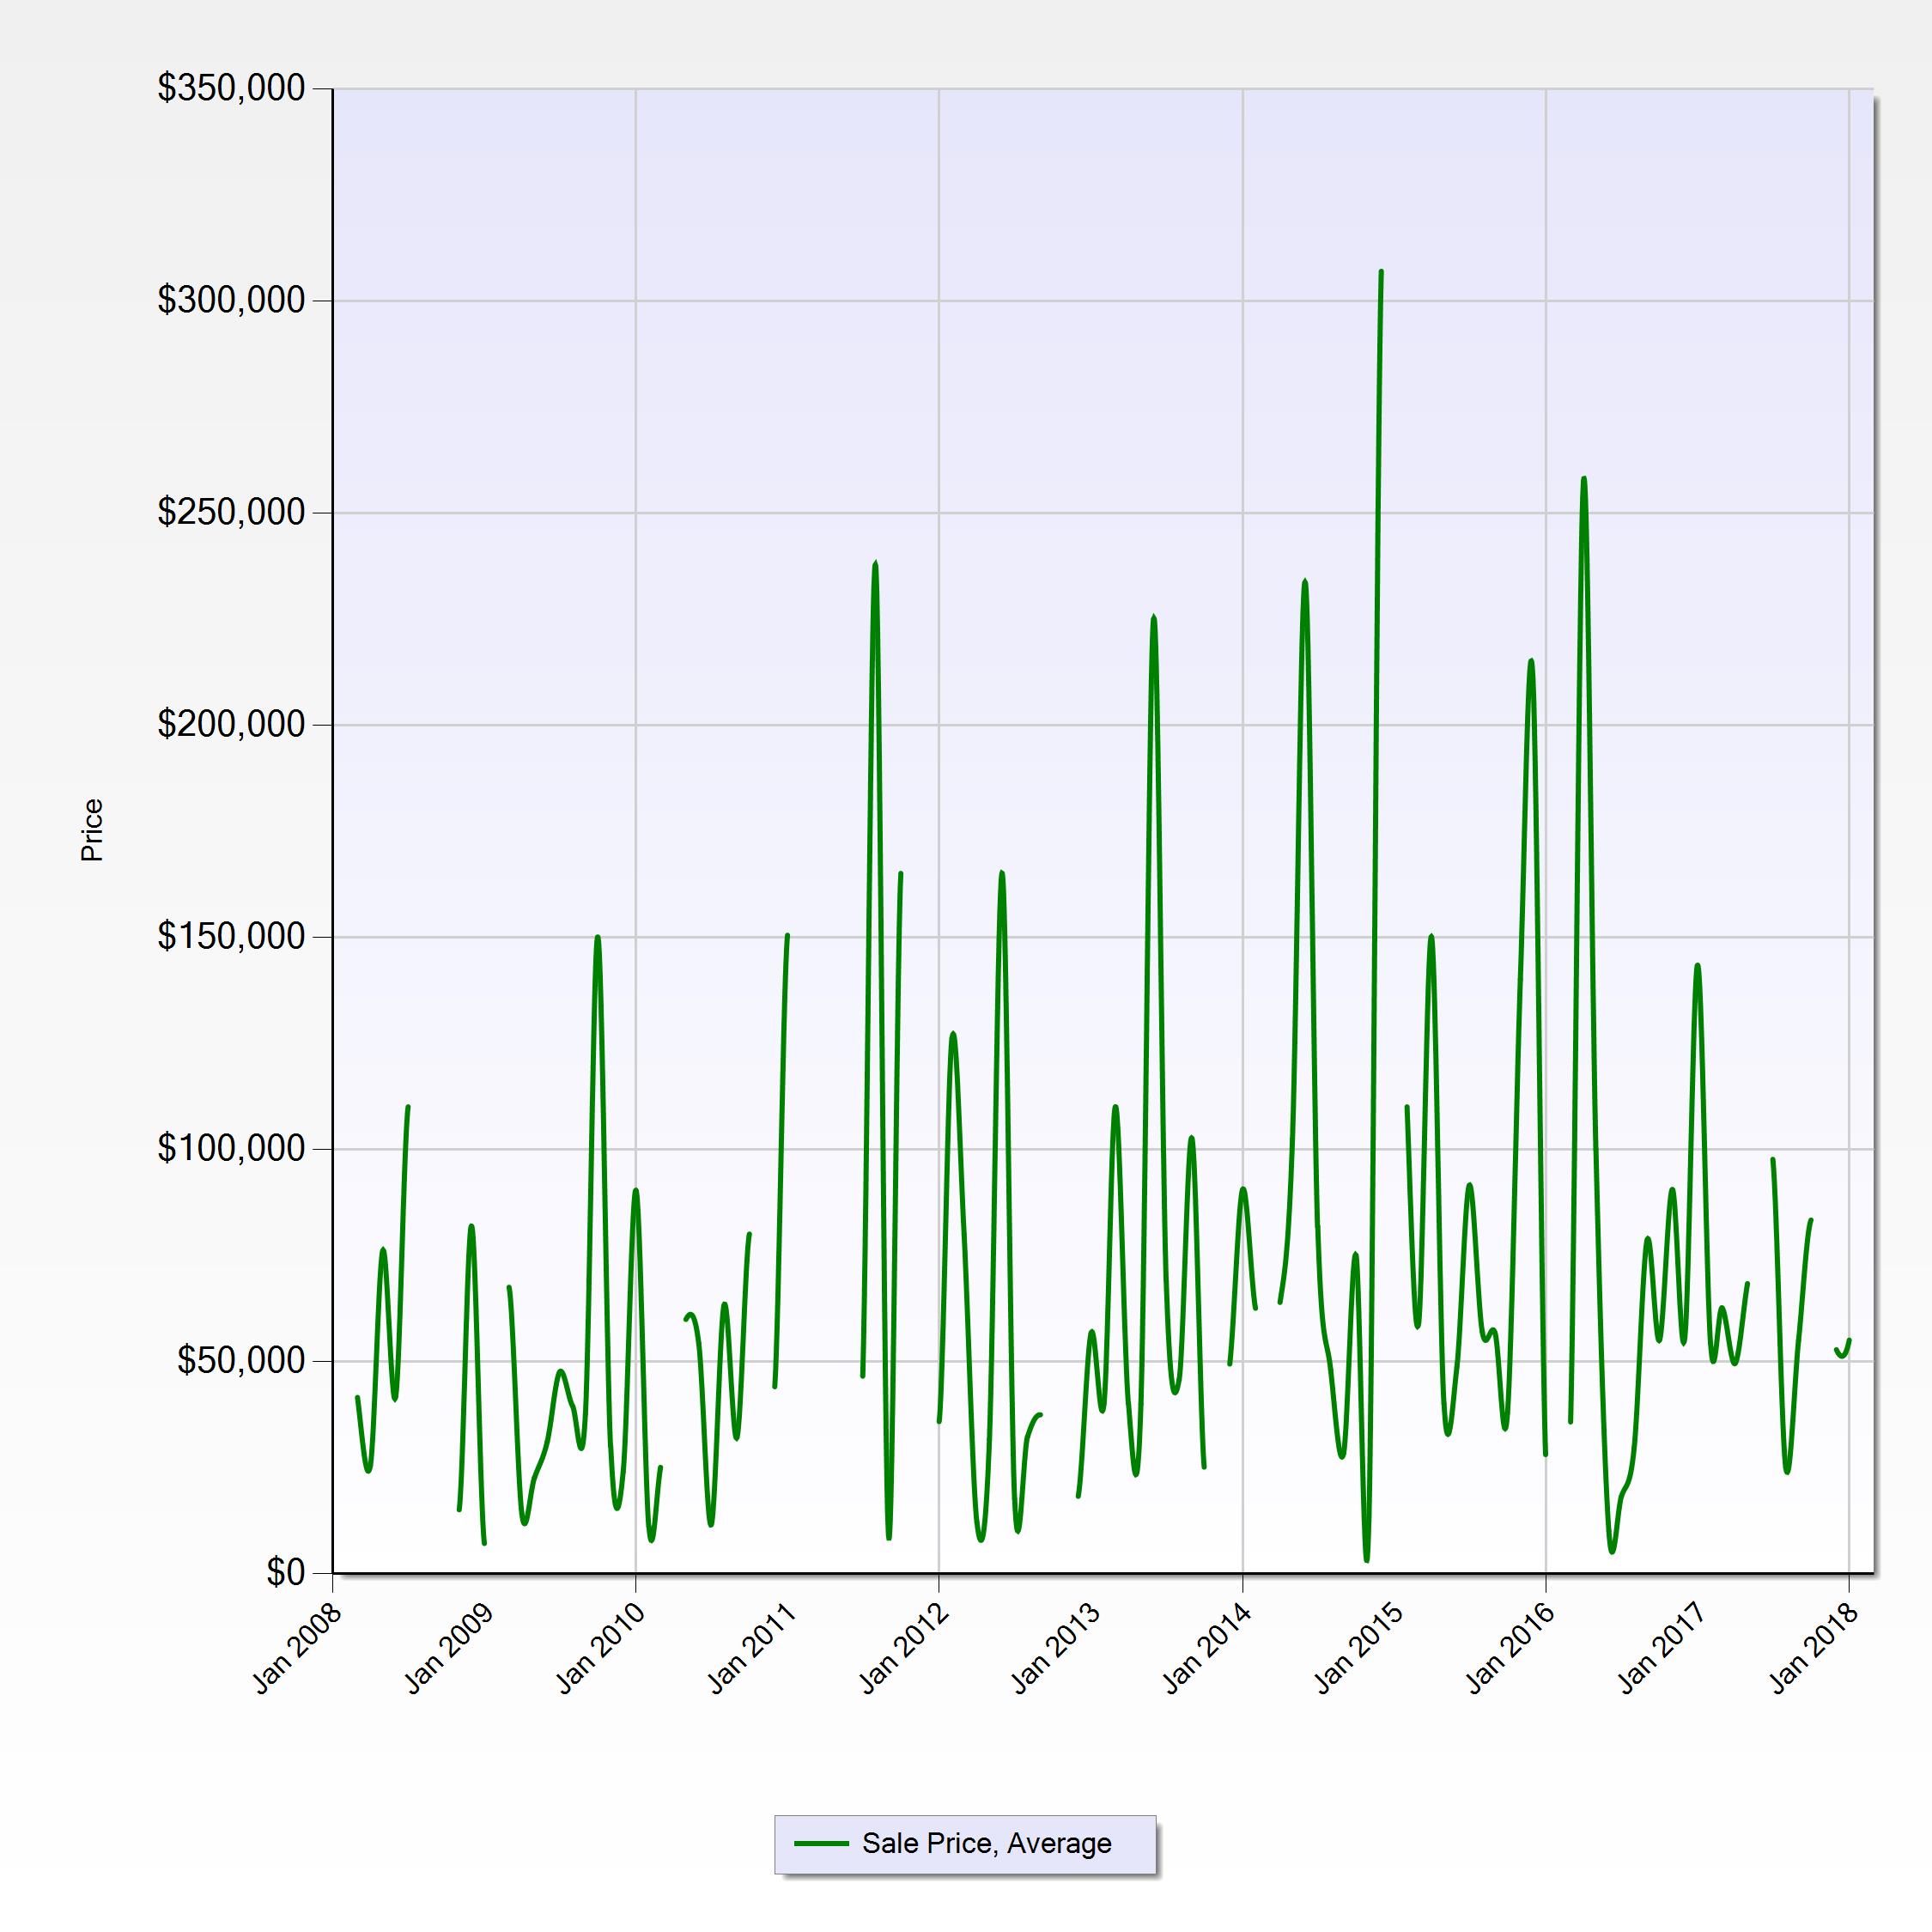 $350,000
$300,000
$250,000
$200,000
$150,000
$100,000
$50,000
$0
Price
Jan 2008
Jan 2009
Jan 2010
Jan 2011
Jan 2012
Jan 2013
Jan 2014
Jan 2015
Jan 2016
Jan 2017
Jan 2018
Sale Price, Average